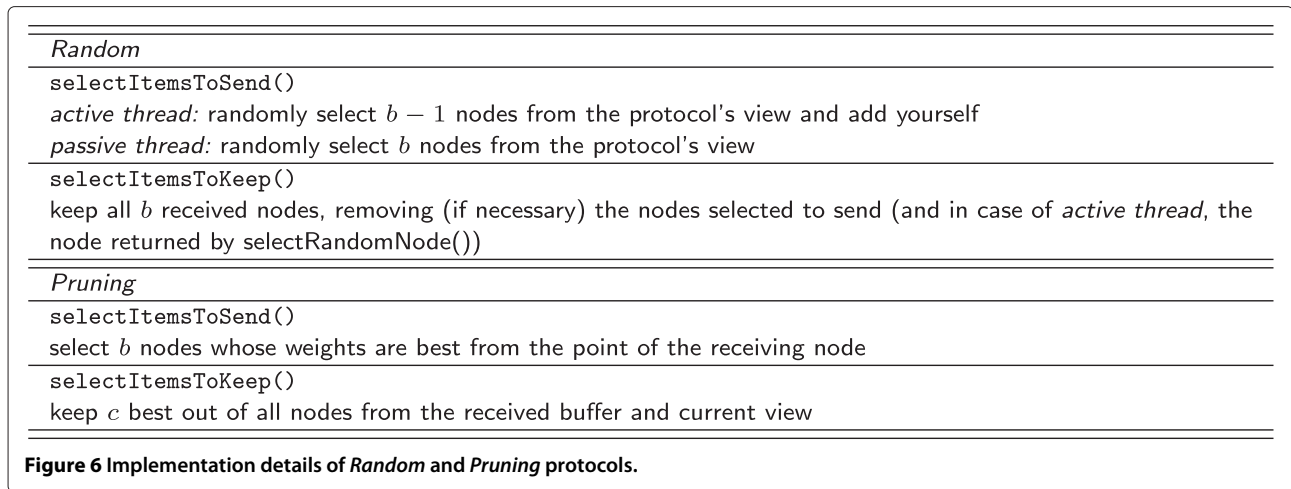 Random
selectItemsToSend()
active thread: randomly select b − 1 nodes from the protocol's view and add yourself
passive thread: randomly select b nodes from the protocol's view
selectItemsToKeep()
keep all b received nodes, removing (if necessary) the nodes selected to send (and in case of active thread, the
node returned by selectRandomNode())
Pruning
selectItemsToSend()
select b nodes whose weights are best from the point of the receiving node
selectItemsToKeep()
keep c best out of all nodes from the received buffer and current view
Figure 6 Implementation details of Random and Pruning protocols.